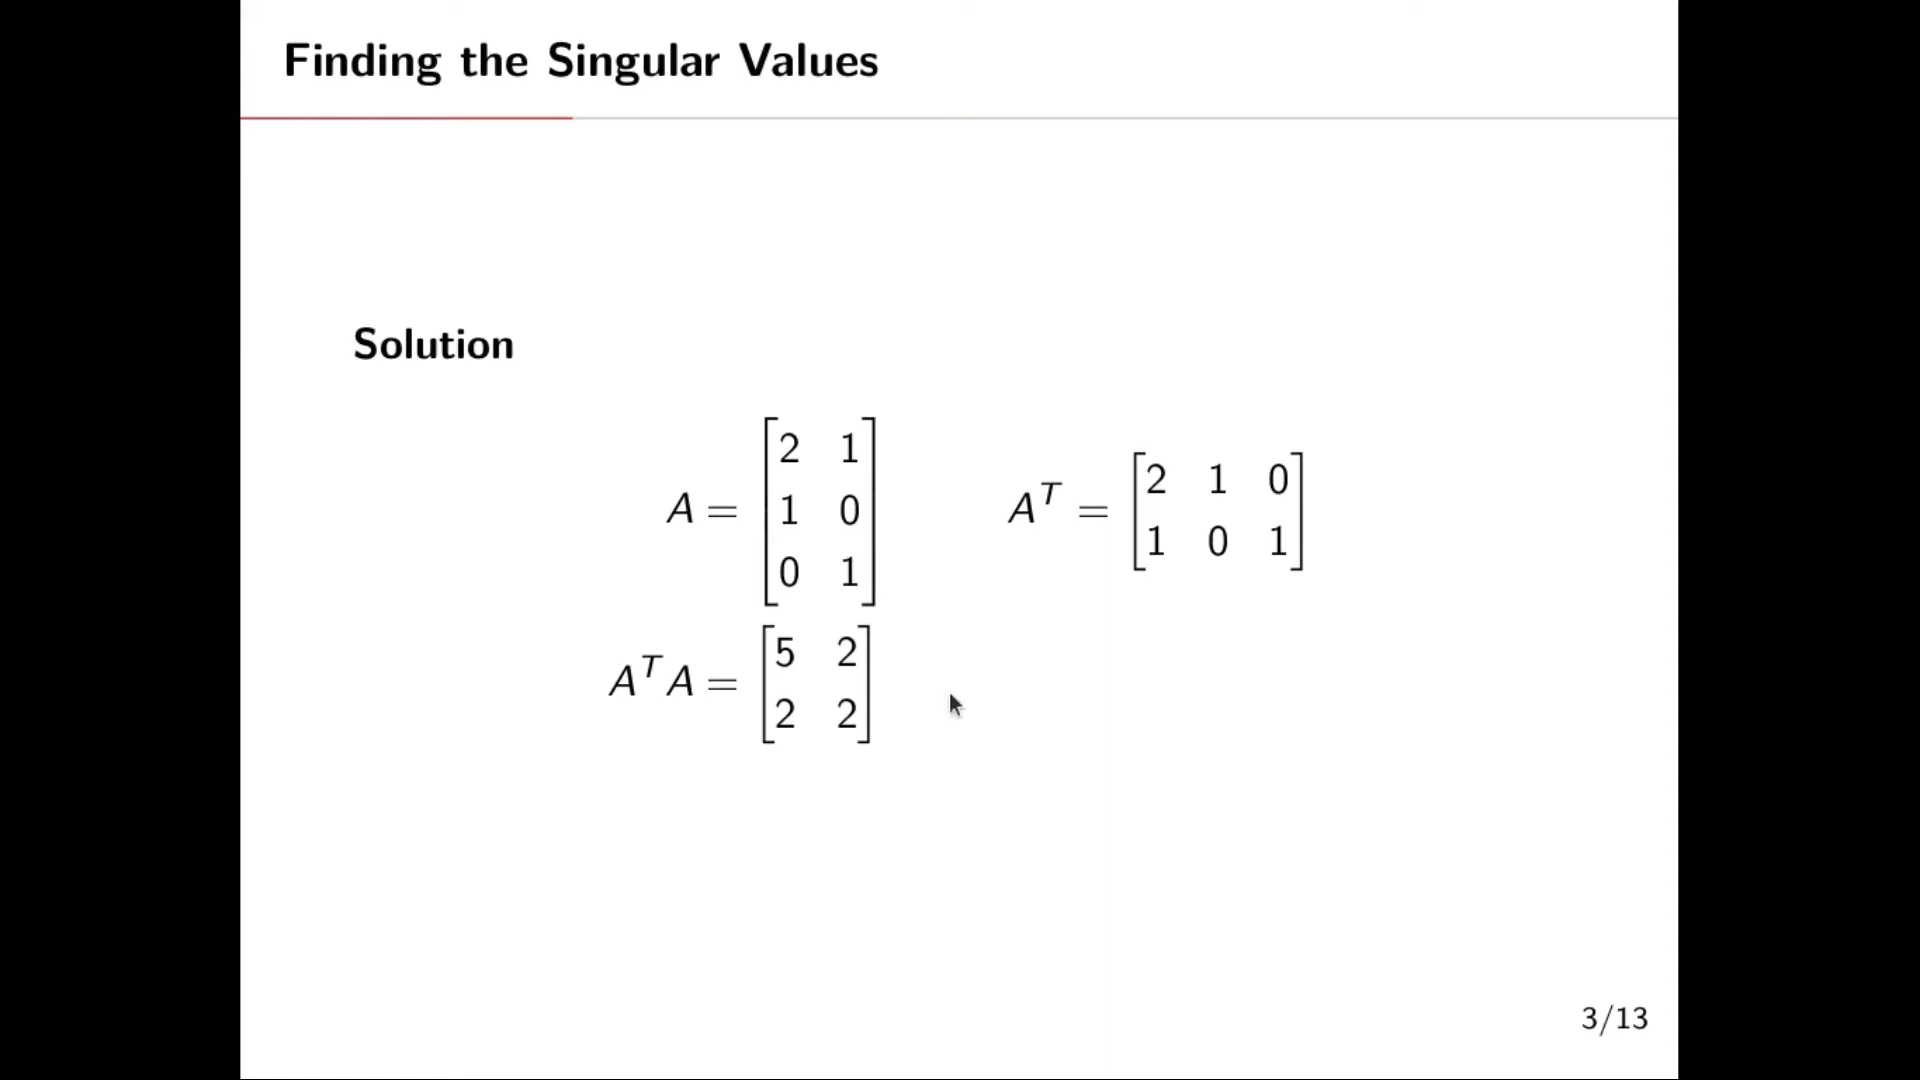 Finding the Singular Values
Solution
A = [2 1; 1 0; 0 1] A^T = [2 1 0; 1 0 1]
A^T A = [5 2; 2 2]
3/13